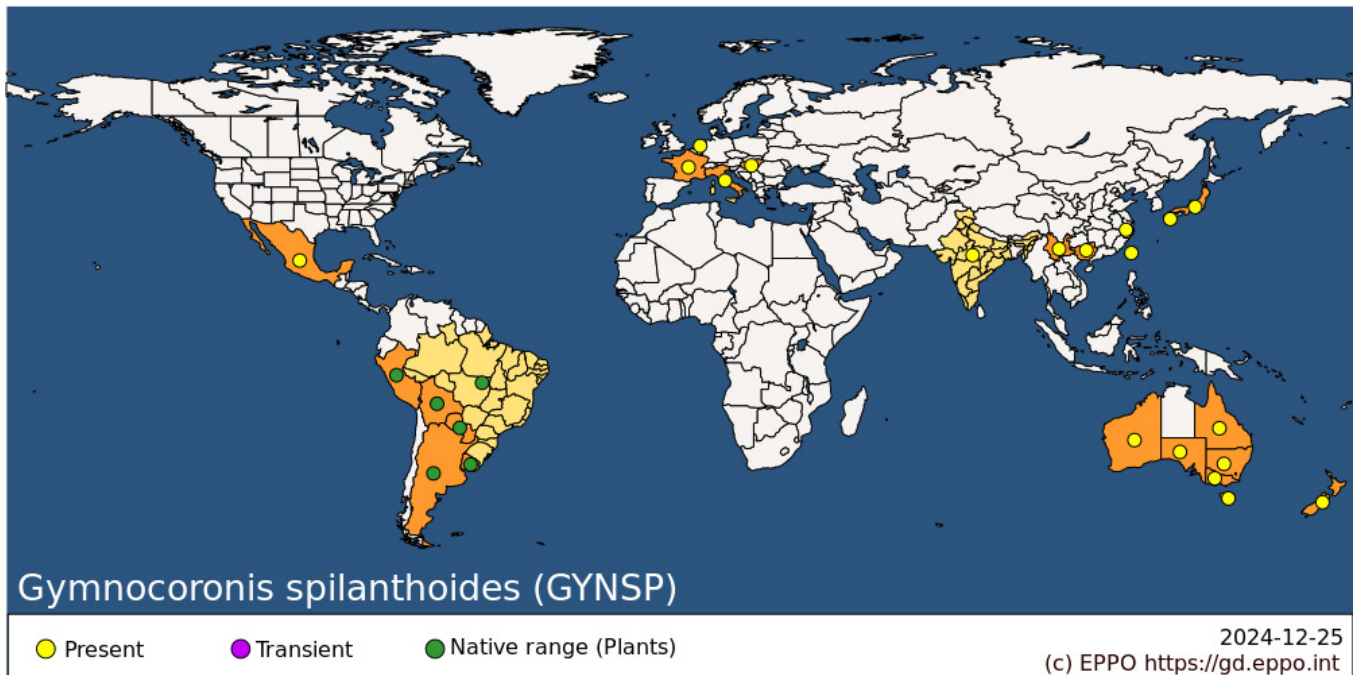 Gymnocoronis spilanthoides (GYNSP)
Present
Transient
Native range (Plants)
2024-12-25
(c) EPPO https://gd.eppo.int